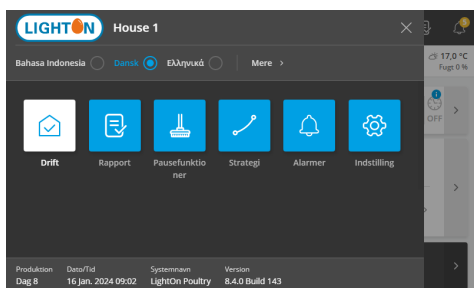 LIGHTON House 1
Bahasa Indonesia Dansk Ελληνικά Mere >
17,0 °C
Fugt 0 %
OFF
Drift Rapport Pausefunktio Strategi Alarmer Indstilling
ner
Produktion Dato/Tid Systemnavn Version
Dag 8 16 Jan. 2024 09:02 LightOn Poultry 8.4.0 Build 143